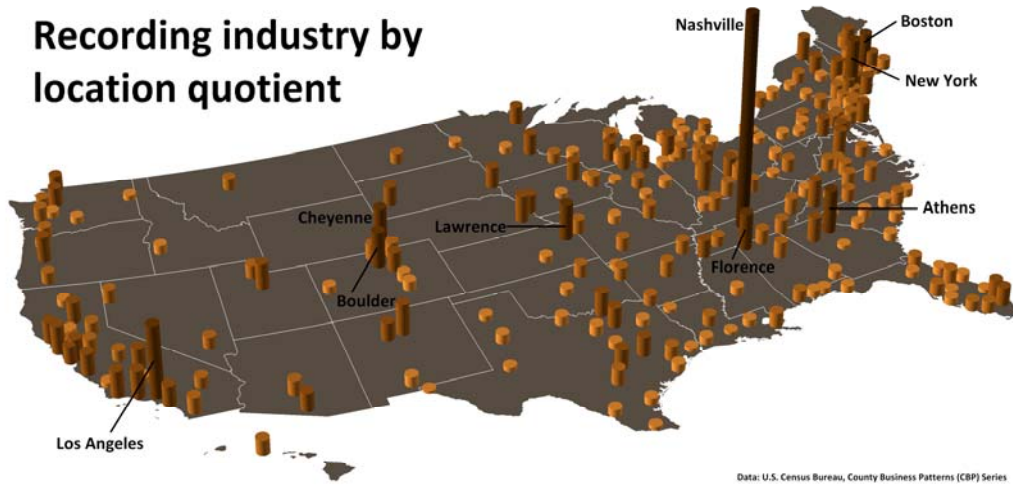 Recording industry by
location quotient
Nashville
Boston
New York
Cheyenne
Lawrence
Athens
Florence
Boulder
Los Angeles
Data: U.S. Census Bureau, County Business Patterns (CBP) Series